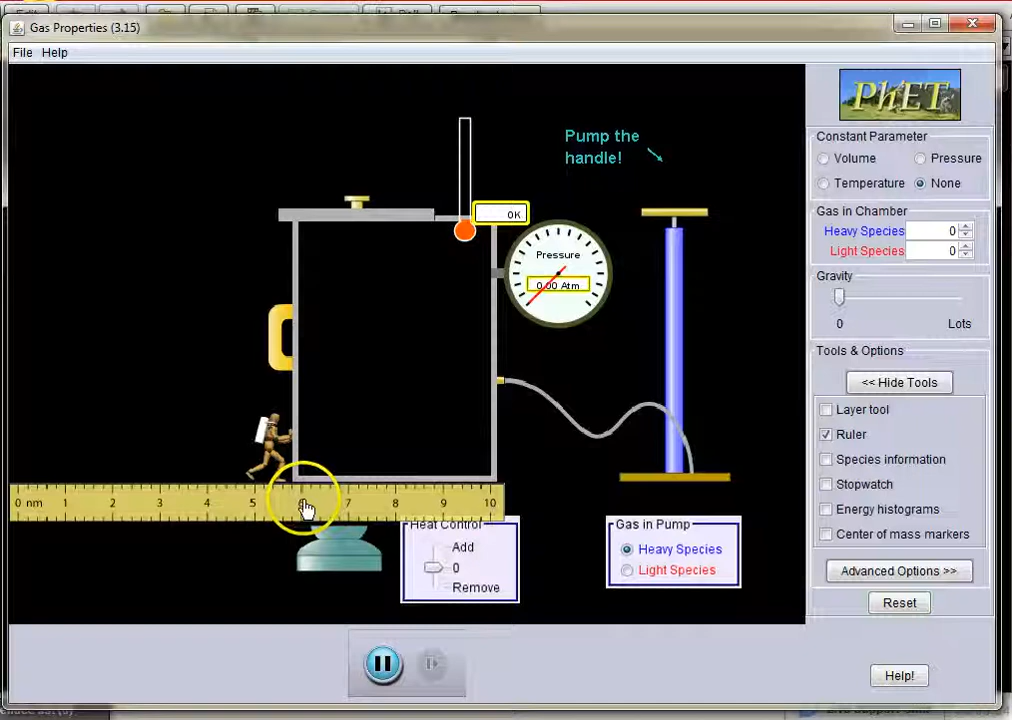 Gas Properties (3.15)
File Help
PhET
Pump the
handle!
Constant Parameter
Volume Pressure
Temperature None
0K
Gas in Chamber
Heavy Species 0
Light Species 0
Pressure
0.00 Atm
Gravity
0 Lots
Tools & Options
<< Hide Tools
Layer tool
Ruler
Species information
Stopwatch
Energy histograms
Center of mass markers
0 nm 1 2 3 4 5 6 7 8 9 10
Heat Control
Add
0
Remove
Gas in Pump
Heavy Species
Light Species
Advanced Options >>
Reset
Help!